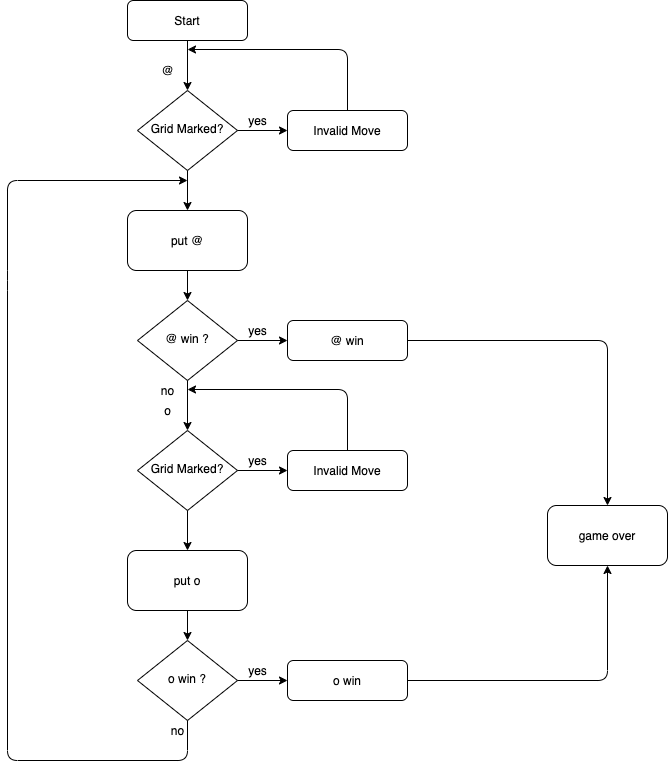 Start
@
Grid Marked?
yes
Invalid Move
put @
@ win ?
yes
@ win
no
o
Grid Marked?
yes
Invalid Move
game over
put o
o win ?
yes
o win
no